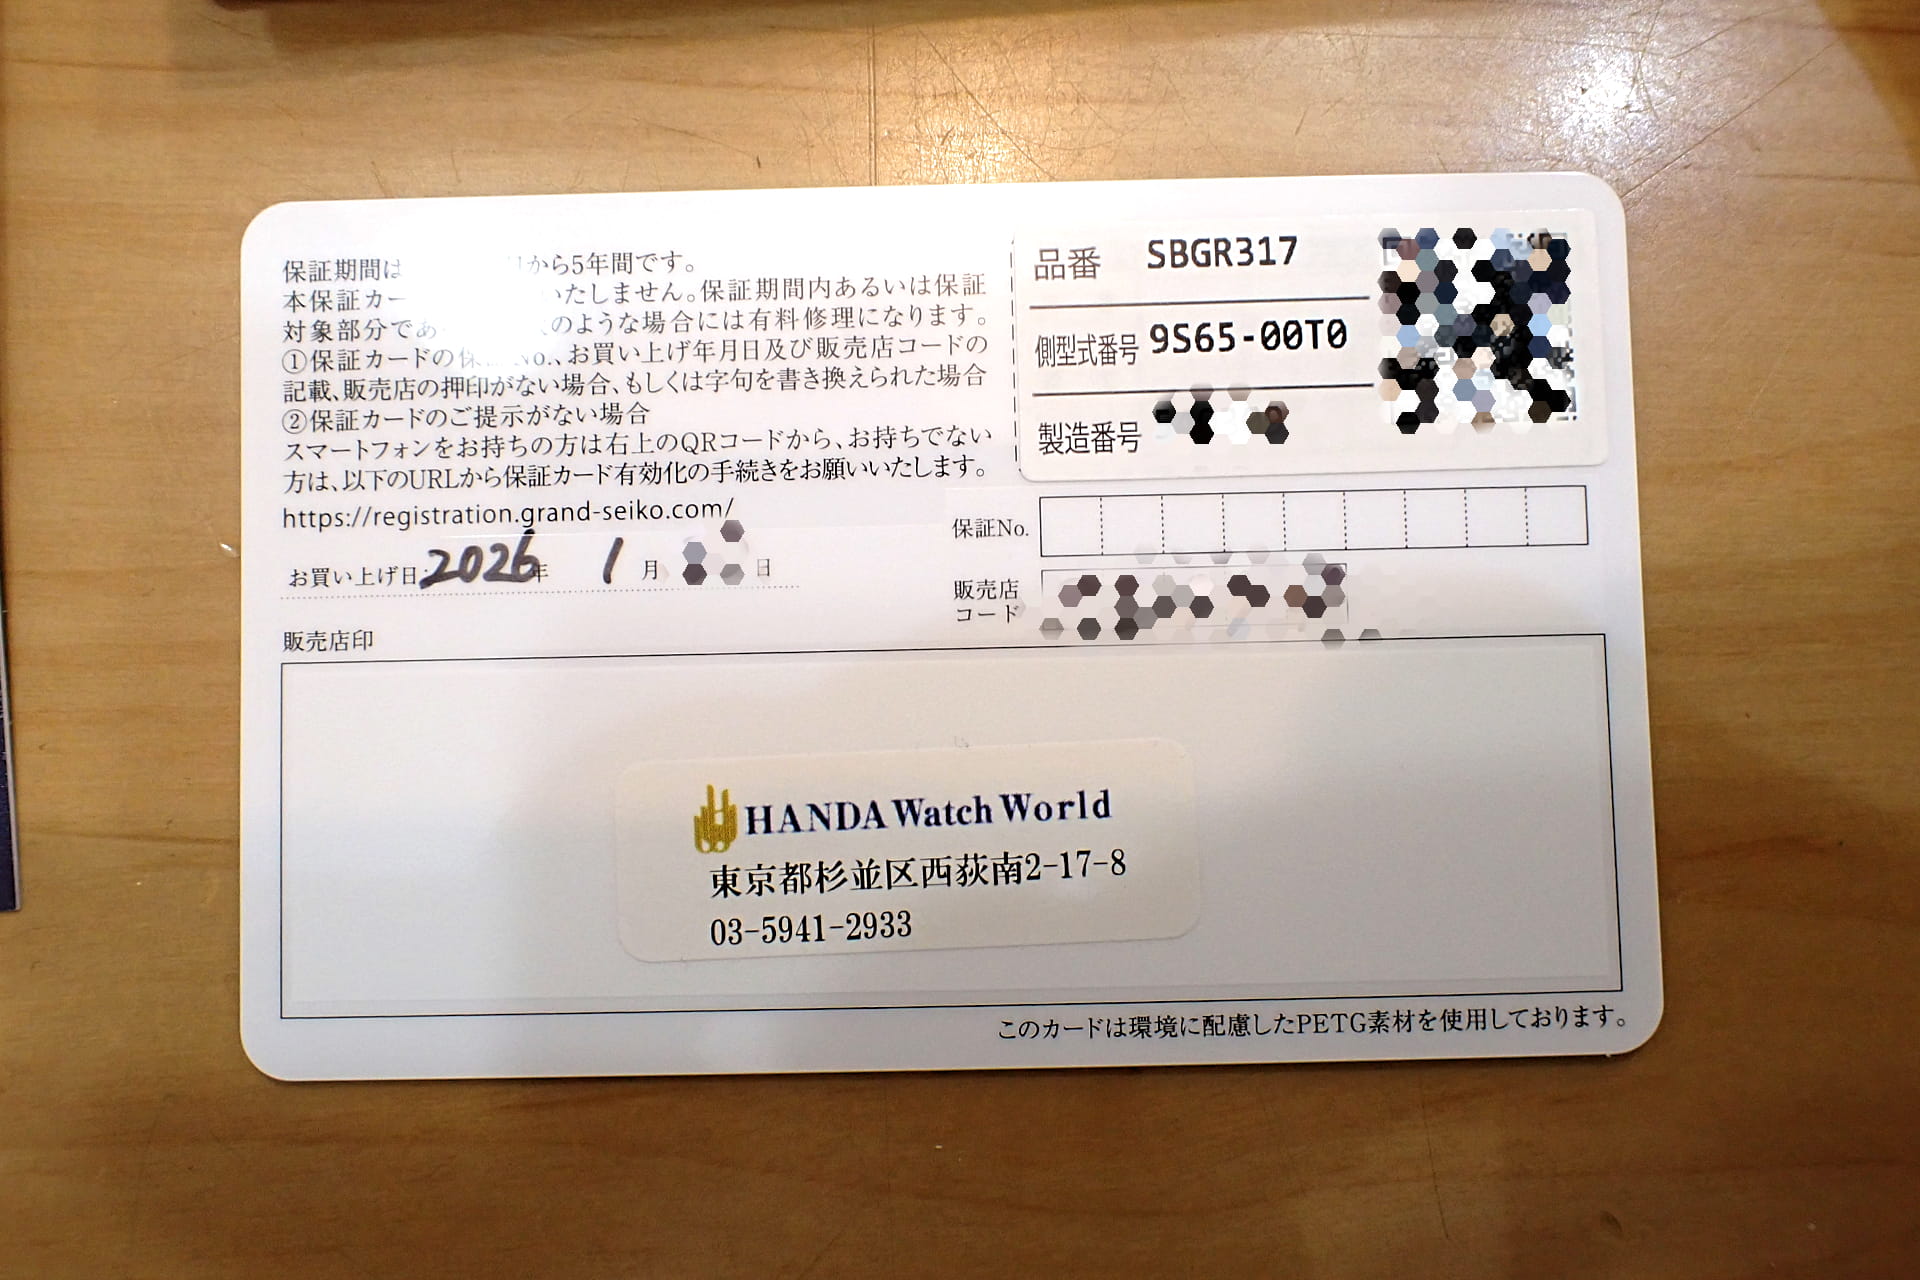 保証期間は から5年間です。
本保証カー いたしません。保証期間内あるいは保証
対象部分であ のような場合には有料修理になります。
①保証カードの保証No.、お買い上げ年月日及び販売店コードの
記載、販売店の押印がない場合、もしくは字句を書き換えられた場合
②保証カードのご提示がない場合
スマートフォンをお持ちの方は右上のQRコードから、お持ちでない
方は、以下のURLから保証カード有効化の手続きをお願いいたします。
https://registration.grand-seiko.com/
お買い上げ日 2026年 1月 日
品番 SBGR317
側型式番号 9S65-00T0
製造番号
保証No.
販売店
コード
販売店印
HANDA Watch World
東京都杉並区西荻南2-17-8
03-5941-2933
このカードは環境に配慮したPETG素材を使用しております。